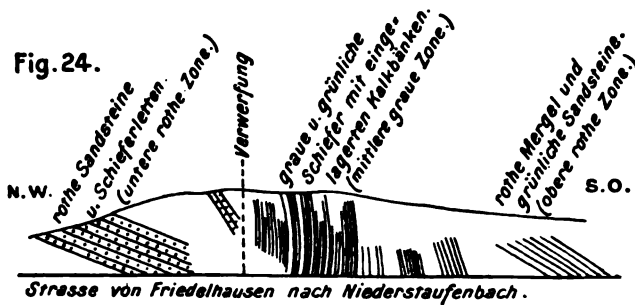 Fig. 24.
N.W.
rothe Sandsteine
u. Schieferletten.
(untere rothe Zone.)
Verwerfung
graue u. grünliche
Schiefer mit einge-
lagerten Kalkbänken.
(mittlere graue Zone)
rothe Mergel und
grünliche Sandsteine.
(obere rothe Zone.)
S.O.
Strasse von Friedelhausen nach Niederstaufenbach.